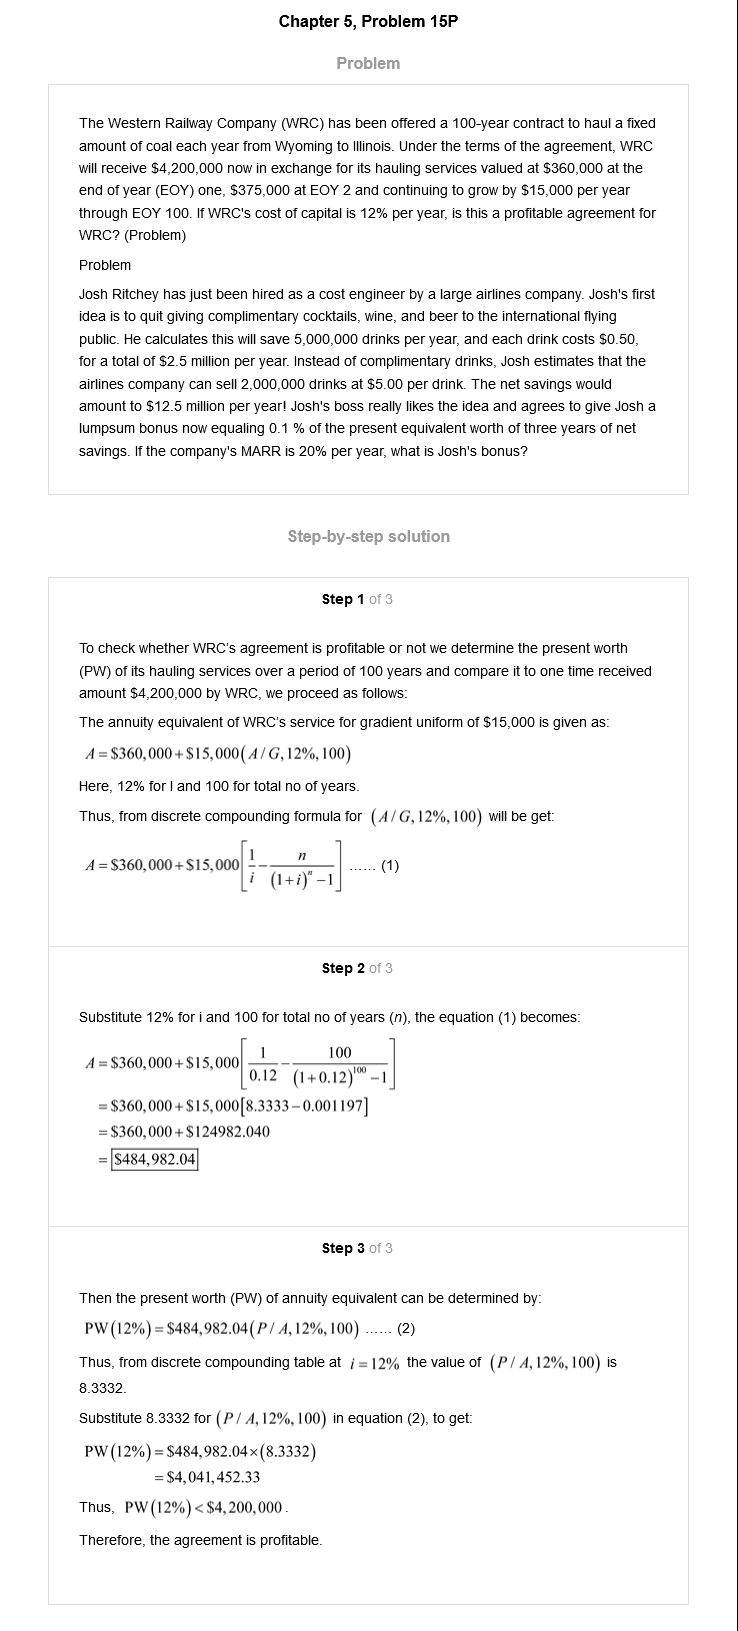 Chapter 5, Problem 15P
Problem
The Western Railway Company (WRC) has been offered a 100-year contract to haul a fixed
amount of coal each year from Wyoming to Illinois. Under the terms of the agreement, WRC
will receive $4,200,000 now in exchange for its hauling services valued at $360,000 at the
end of year (EOY) one, $375,000 at EOY 2 and continuing to grow by $15,000 per year
through EOY 100. If WRC's cost of capital is 12% per year, is this a profitable agreement for
WRC? (Problem)
Problem
Josh Ritchey has just been hired as a cost engineer by a large airlines company. Josh's first
idea is to quit giving complimentary cocktails, wine, and beer to the international flying
public. He calculates this will save 5,000,000 drinks per year, and each drink costs $0.50,
for a total of $2.5 million per year. Instead of complimentary drinks, Josh estimates that the
airlines company can sell 2,000,000 drinks at $5.00 per drink. The net savings would
amount to $12.5 million per year! Josh's boss really likes the idea and agrees to give Josh a
lumpsum bonus now equaling 0.1 % of the present equivalent worth of three years of net
savings. If the company's MARR is 20% per year, what is Josh's bonus?
Step-by-step solution
Step 1 of 3
To check whether WRC's agreement is profitable or not we determine the present worth
(PW) of its hauling services over a period of 100 years and compare it to one time received
amount $4,200,000 by WRC, we proceed as follows:
The annuity equivalent of WRC's service for gradient uniform of $15,000 is given as:
A = $360,000+$15,000(A/G,12%,100)
Here, 12% for I and 100 for total no of years.
Thus, from discrete compounding formula for (A/G,12%,100) will be get:
A = $360,000+$15,000[1/i − n/((1+i)^n −1)] ...... (1)
Step 2 of 3
Substitute 12% for i and 100 for total no of years (n), the equation (1) becomes:
A = $360,000+$15,000[1/0.12 − 100/((1+0.12)^100 −1)]
= $360,000+$15,000[8.3333−0.001197]
= $360,000+$124982.040
= $484,982.04
Step 3 of 3
Then the present worth (PW) of annuity equivalent can be determined by:
PW(12%) = $484,982.04(P/A,12%,100) ...... (2)
Thus, from discrete compounding table at i = 12% the value of (P/A,12%,100) is
8.3332.
Substitute 8.3332 for (P/A,12%,100) in equation (2), to get:
PW(12%) = $484,982.04×(8.3332)
= $4,041,452.33
Thus, PW(12%) < $4,200,000.
Therefore, the agreement is profitable.